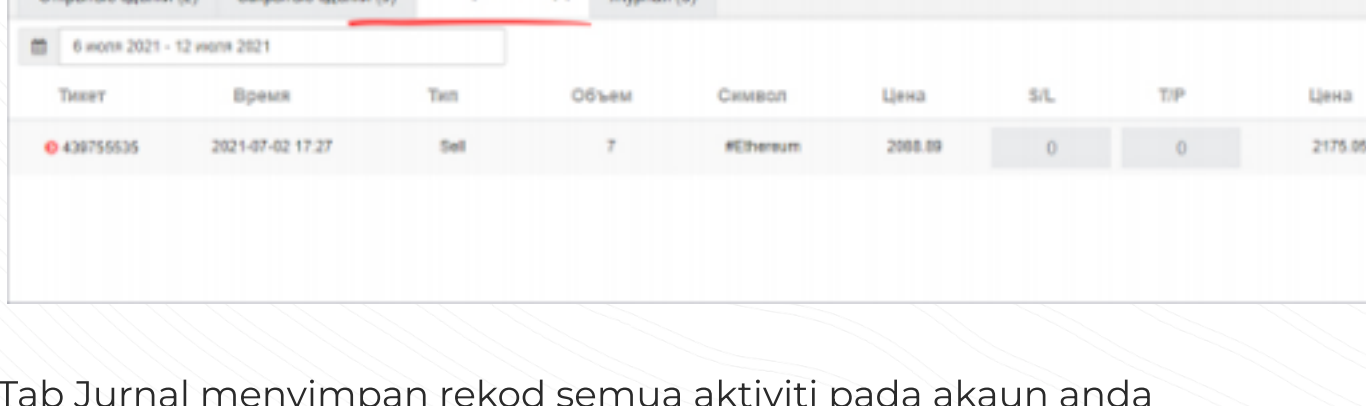 6 июля 2021 - 12 июля 2021
Тикет Время Тип Объем Символ Цена S/L T/P Цена
439755535 2021-07-02 17:27 Sell 7 #Ethereum 2088.89 0 0 2175.05
Tab Jurnal menyimpan rekod semua aktiviti pada akaun anda